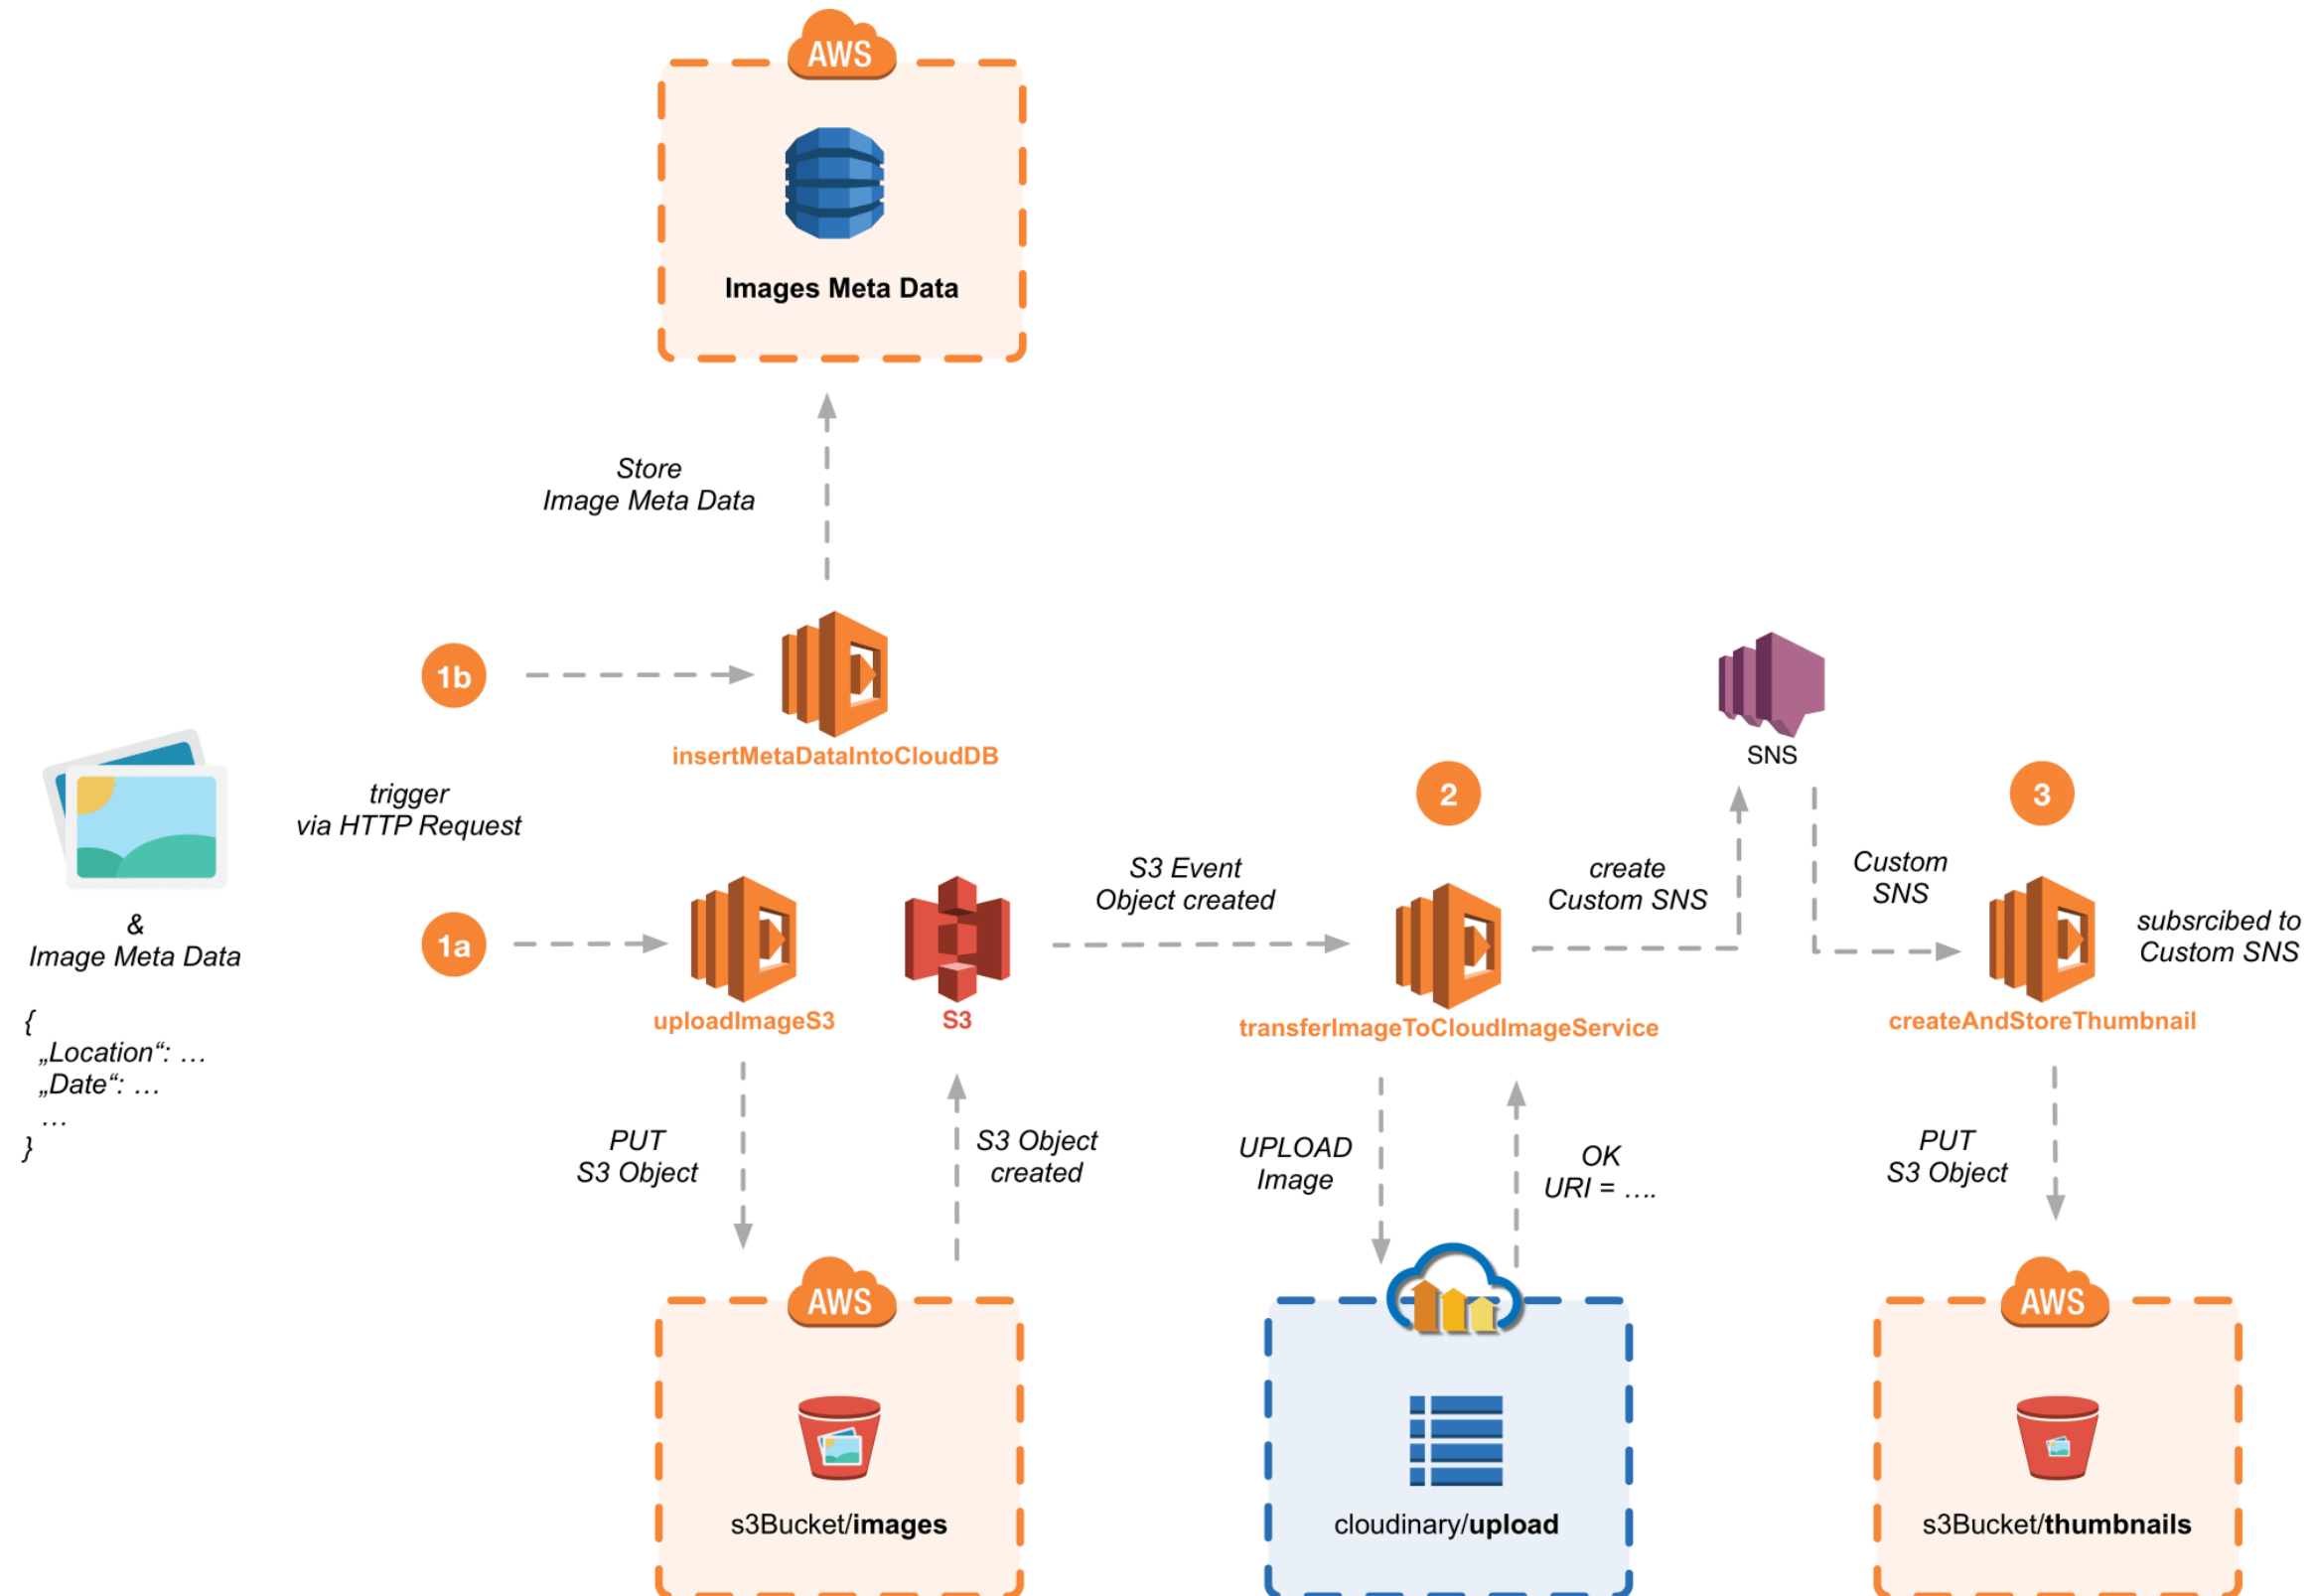 AWS
Images Meta Data
Store
Image Meta Data
1b
insertMetaDataIntoCloudDB
trigger
via HTTP Request
&
Image Meta Data
{
„Location“: …
„Date“: …
…
}
1a
uploadImageS3
S3
PUT
S3 Object
S3 Object
created
AWS
s3Bucket/images
S3 Event
Object created
2
transferImageToCloudImageService
UPLOAD
Image
OK
URI = ….
cloudinary/upload
create
Custom SNS
SNS
Custom
SNS
3
createAndStoreThumbnail
subsrcibed to
Custom SNS
PUT
S3 Object
AWS
s3Bucket/thumbnails